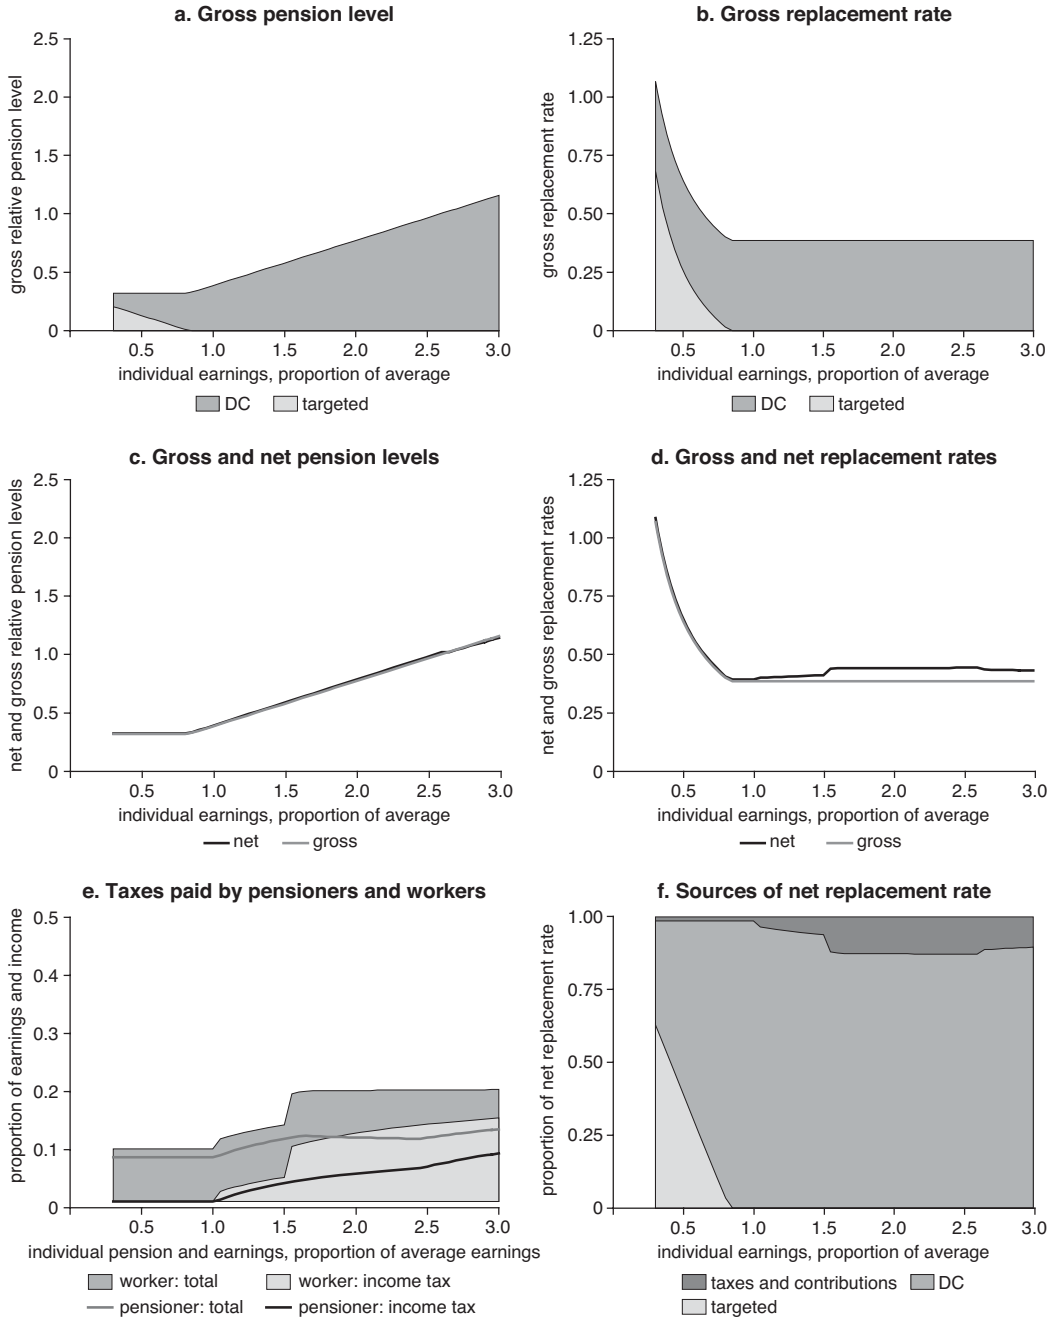 a. Gross pension level
gross relative pension level
2.5
2.0
1.5
1.0
0.5
0
0.5 1.0 1.5 2.0 2.5 3.0
individual earnings, proportion of average
DC targeted
b. Gross replacement rate
gross replacement rate
1.25
1.00
0.75
0.50
0.25
0
0.5 1.0 1.5 2.0 2.5 3.0
individual earnings, proportion of average
DC targeted
c. Gross and net pension levels
net and gross relative pension levels
2.5
2.0
1.5
1.0
0.5
0
0.5 1.0 1.5 2.0 2.5 3.0
individual earnings, proportion of average
net gross
d. Gross and net replacement rates
net and gross replacement rates
1.25
1.00
0.75
0.50
0.25
0
0.5 1.0 1.5 2.0 2.5 3.0
individual earnings, proportion of average
net gross
e. Taxes paid by pensioners and workers
proportion of earnings and income
0.5
0.4
0.3
0.2
0.1
0
0.5 1.0 1.5 2.0 2.5 3.0
individual pension and earnings, proportion of average earnings
worker: total worker: income tax
pensioner: total pensioner: income tax
f. Sources of net replacement rate
proportion of net replacement rate
1.00
0.75
0.50
0.25
0
0.5 1.0 1.5 2.0 2.5 3.0
individual earnings, proportion of average
taxes and contributions DC
targeted